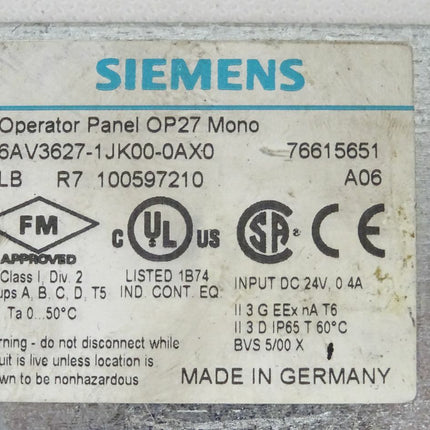 SIEMENS
Operator Panel OP27 Mono
6AV3627-1JK00-0AX0 76615651
LB R7 100597210 A06
FM
APPROVED
c UL US
SA ® CE
Class I, Div. 2
ups A, B, C, D, T5
Ta 0...50°C
LISTED 1B74
IND. CONT. EQ.
INPUT DC 24V, 0.4A
II 3 G EEx nA T6
II 3 D IP65 T 60°C
BVS 5/00 X
rning - do not disconnect while
uit is live unless location is
wn to be nonhazardous
MADE IN GERMANY